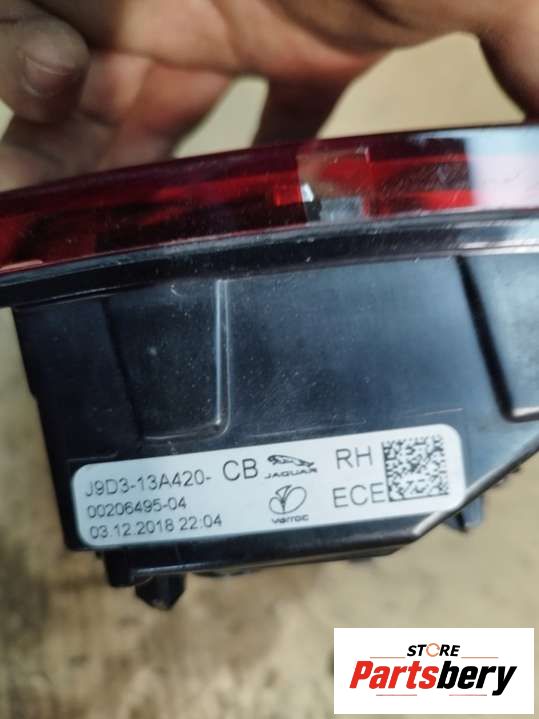 J9D3-13A420- CB JAGUAR RH
00206495-04 ECE
03.12.2018 22:04 varroc
STORE
Partsbery